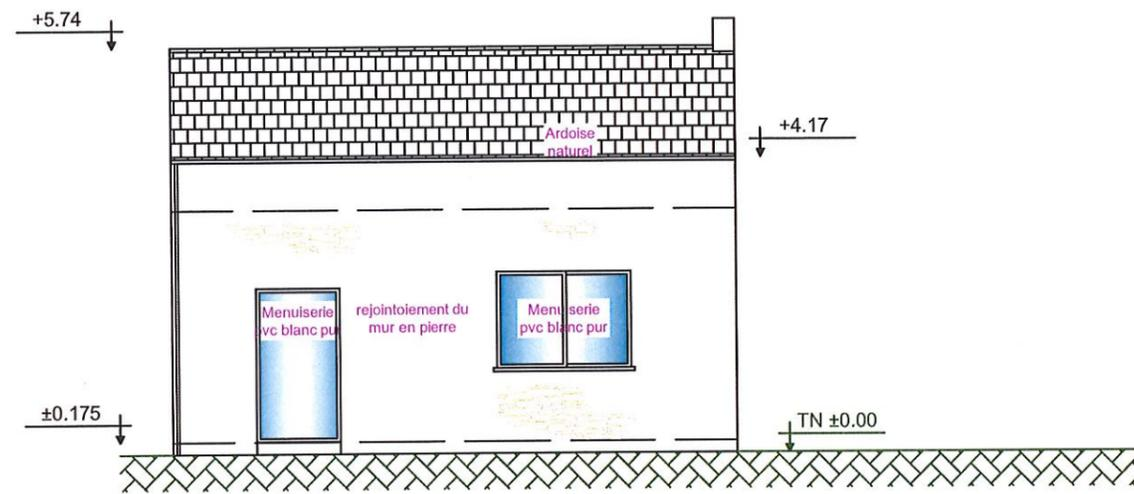 +5.74
+4.17
Ardoise
naturel
Menuiserie
pvc blanc pur
rejointoiement du
mur en pierre
Menuiserie
pvc blanc pur
±0.175
TN ±0.00